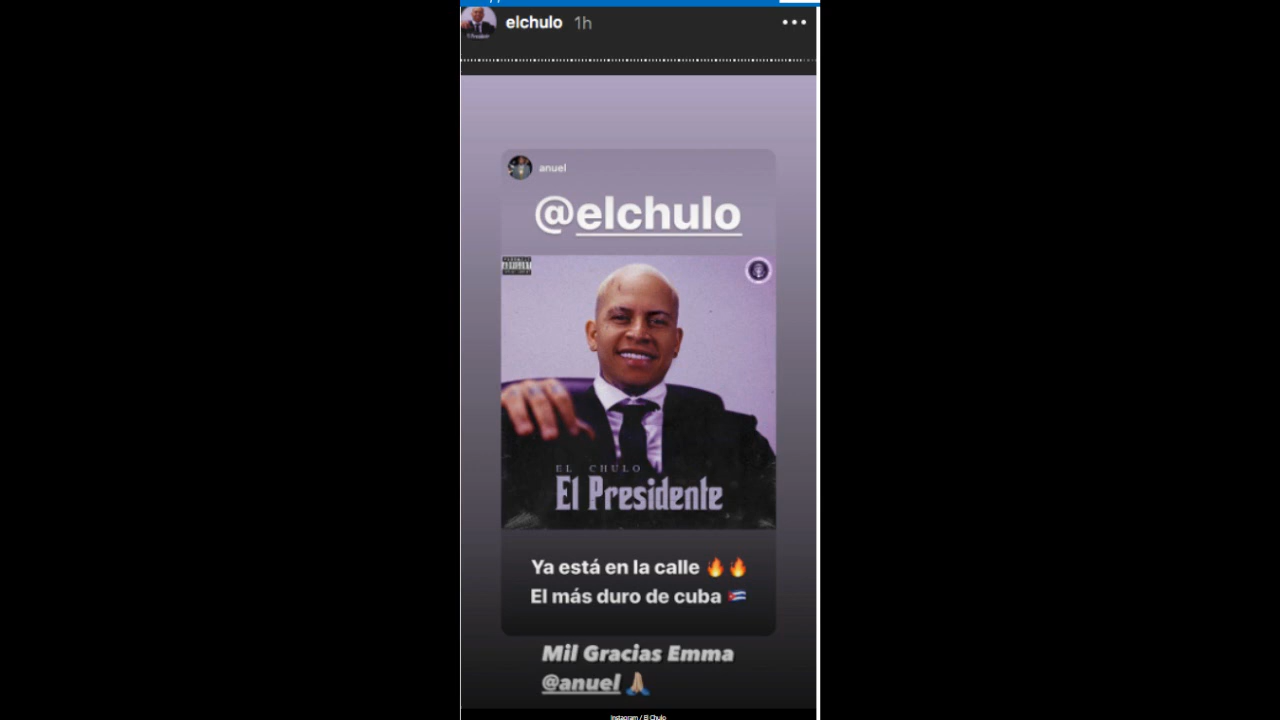 elchulo 1h
anuel
@elchulo
EL CHULO
El Presidente
Ya está en la calle 🔥🔥
El más duro de cuba 🇨🇺
Mil Gracias Emma
@anuel 🙏🏼
Instagram / El Chulo